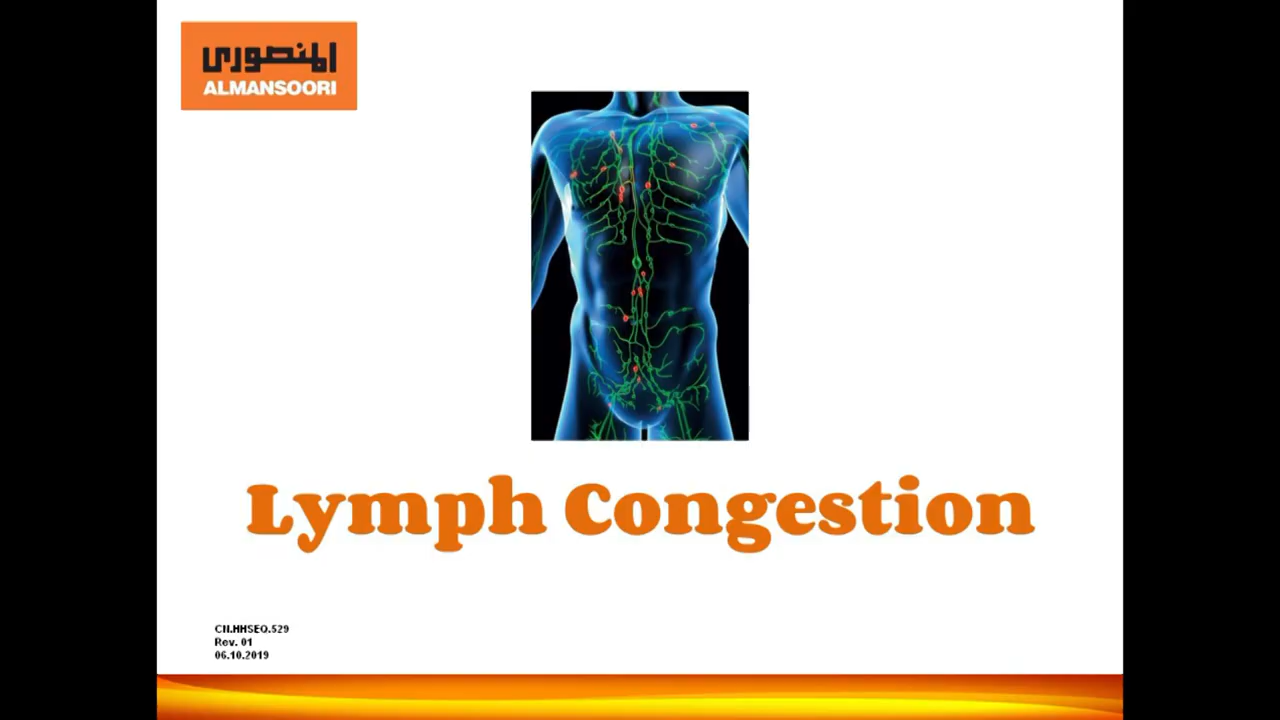 المنصوري
ALMANSOORI
Lymph Congestion
CN.HHSEQ.529
Rev. 01
06.10.2019